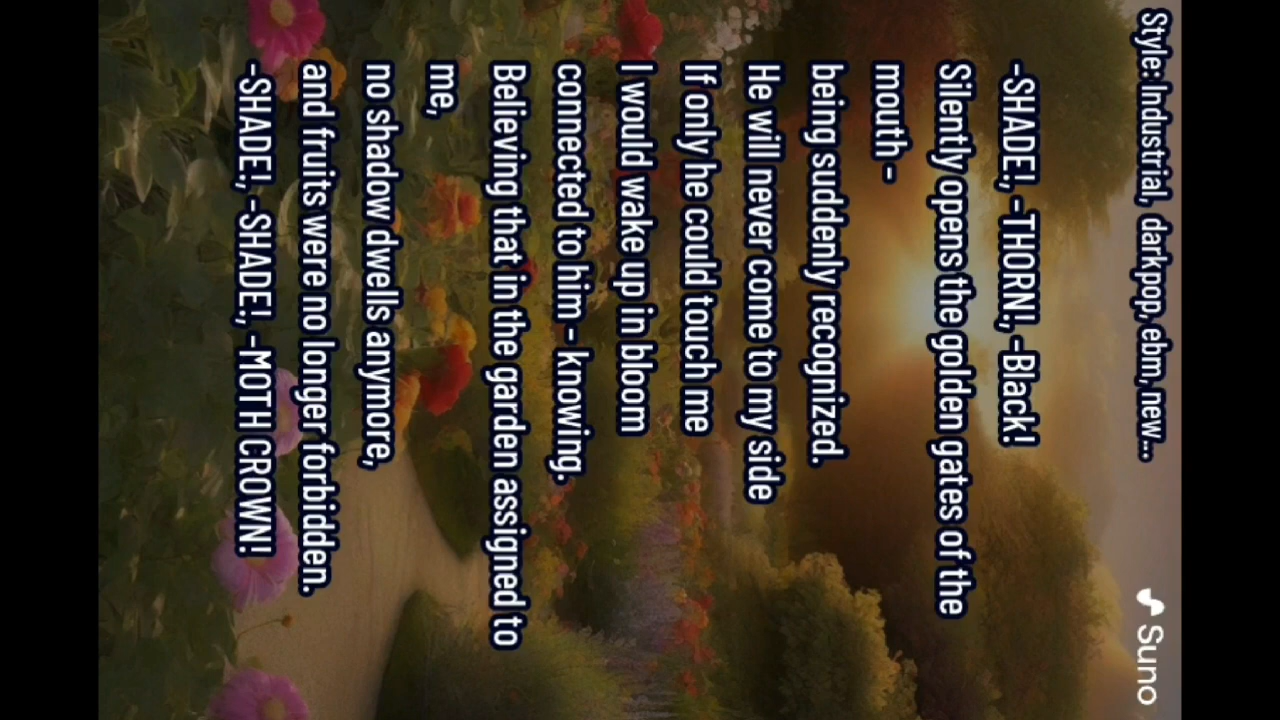 Style: Industrial, darkpop, ebm, new...
Suno
-SHADE!, -THORN!, -Black!
Silently opens the golden gates of the
mouth -
being suddenly recognized.
He will never come to my side
If only he could touch me
I would wake up in bloom
connected to him - knowing.
Believing that in the garden assigned to
me,
no shadow dwells anymore,
and fruits were no longer forbidden.
-SHADE!, -SHADE!, -MOTH CROWN!